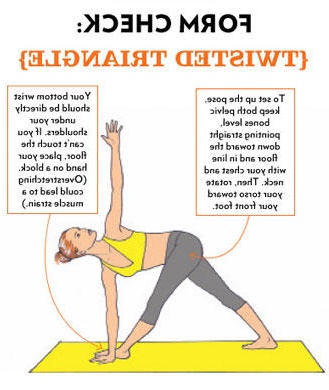 FORM CHECK:
{TWISTED TRIANGLE}
To set up the pose,
keep both pelvic
bones level,
pointing straight
down toward the
floor and in line
with your chest and
neck. Then, rotate
your torso toward
your front foot.
Your bottom wrist
should be directly
under your
shoulders. If you
can't touch the
floor, place your
hand on a block.
(Overstretching
could lead to a
muscle strain.)